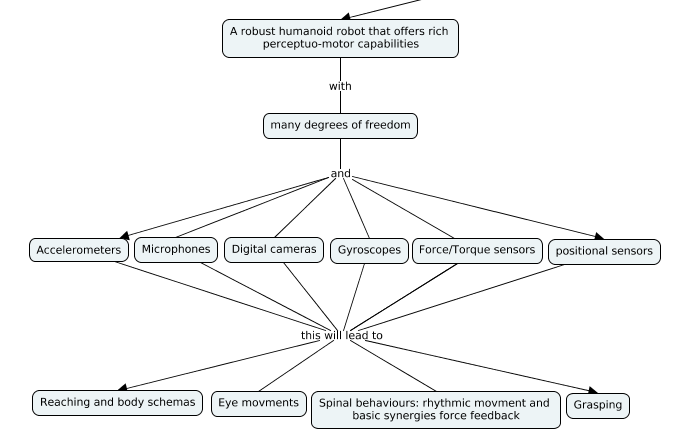 A robust humanoid robot that offers rich
perceptuo-motor capabilities
with
many degrees of freedom
and
Accelerometers
Microphones
Digital cameras
Gyroscopes
Force/Torque sensors
positional sensors
this will lead to
Reaching and body schemas
Eye movments
Spinal behaviours: rhythmic movment and
basic synergies force feedback
Grasping